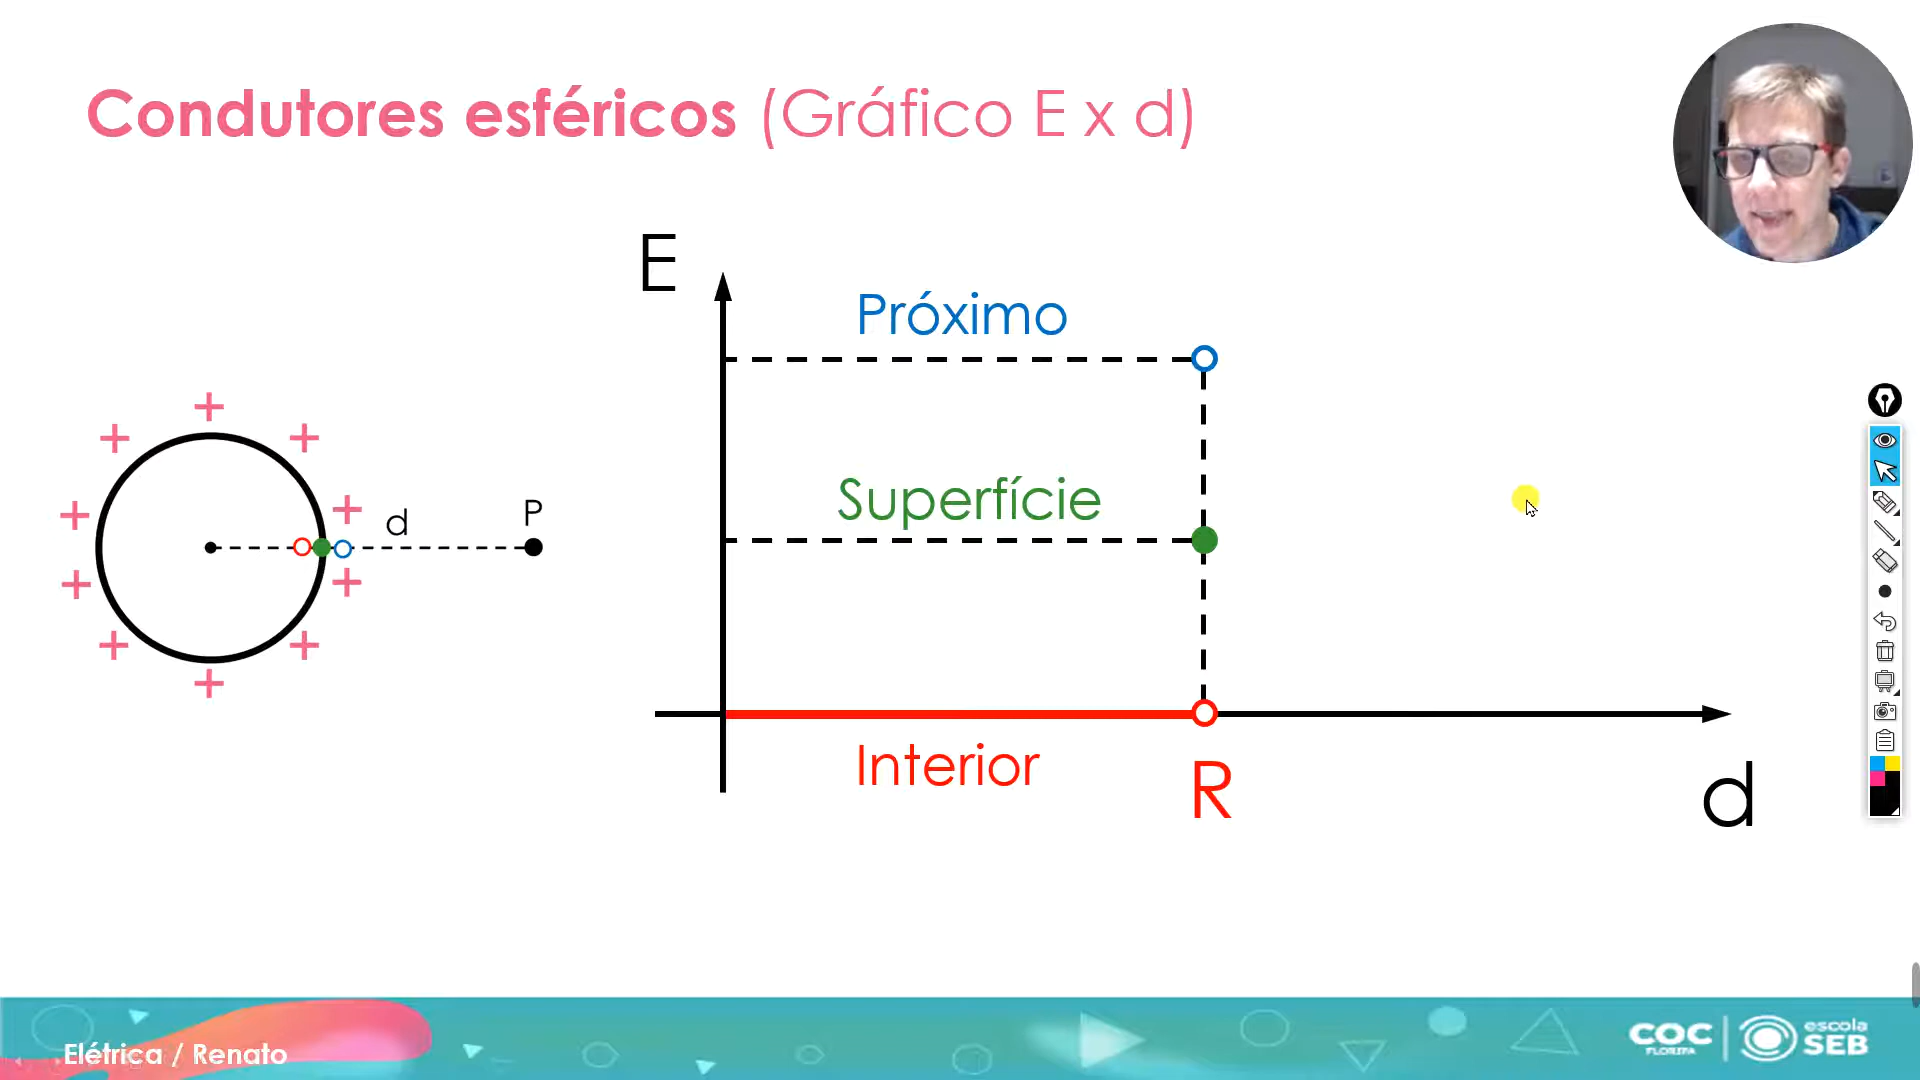 Condutores esféricos (Gráfico E x d)
E
Próximo
Superfície
+ + + + + + + + + +
d
P
Interior
R
d
Elétrica / Renato
COC
FLORIPA
escola
SEB